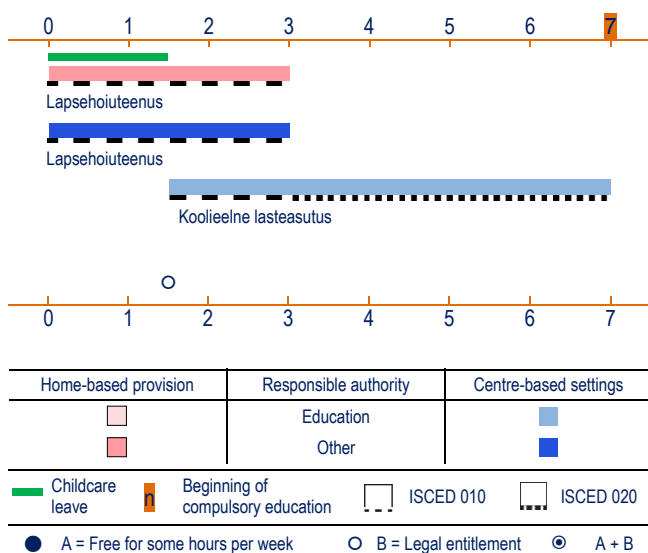 0 1 2 3 4 5 6 7
Lapsehoiuteenus
Lapsehoiuteenus
Koolieelne lasteasutus
0 1 2 3 4 5 6 7
Home-based provision Responsible authority Centre-based settings
Education
Other
Childcare leave n Beginning of compulsory education ISCED 010 ISCED 020
A = Free for some hours per week B = Legal entitlement A + B